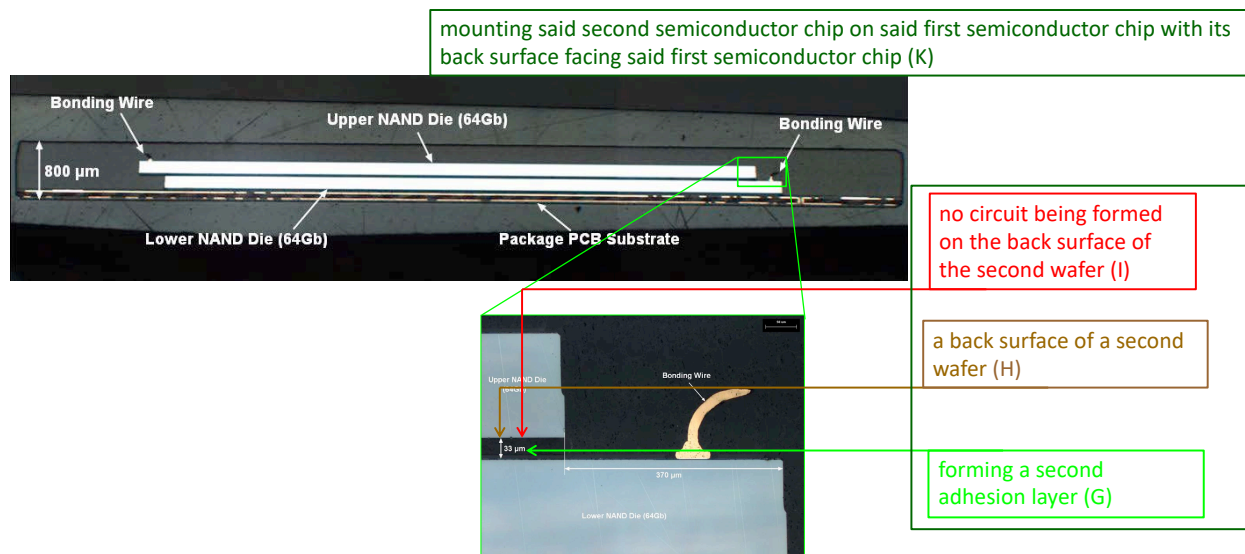 mounting said second semiconductor chip on said first semiconductor chip with its
back surface facing said first semiconductor chip (K)
Bonding Wire
Upper NAND Die (64Gb)
Bonding Wire
800 µm
Lower NAND Die (64Gb)
Package PCB Substrate
no circuit being formed
on the back surface of
the second wafer (I)
a back surface of a second
wafer (H)
Upper NAND Die
(64Gb)
Bonding Wire
33 µm
370 µm
forming a second
adhesion layer (G)
Lower NAND Die (64Gb)